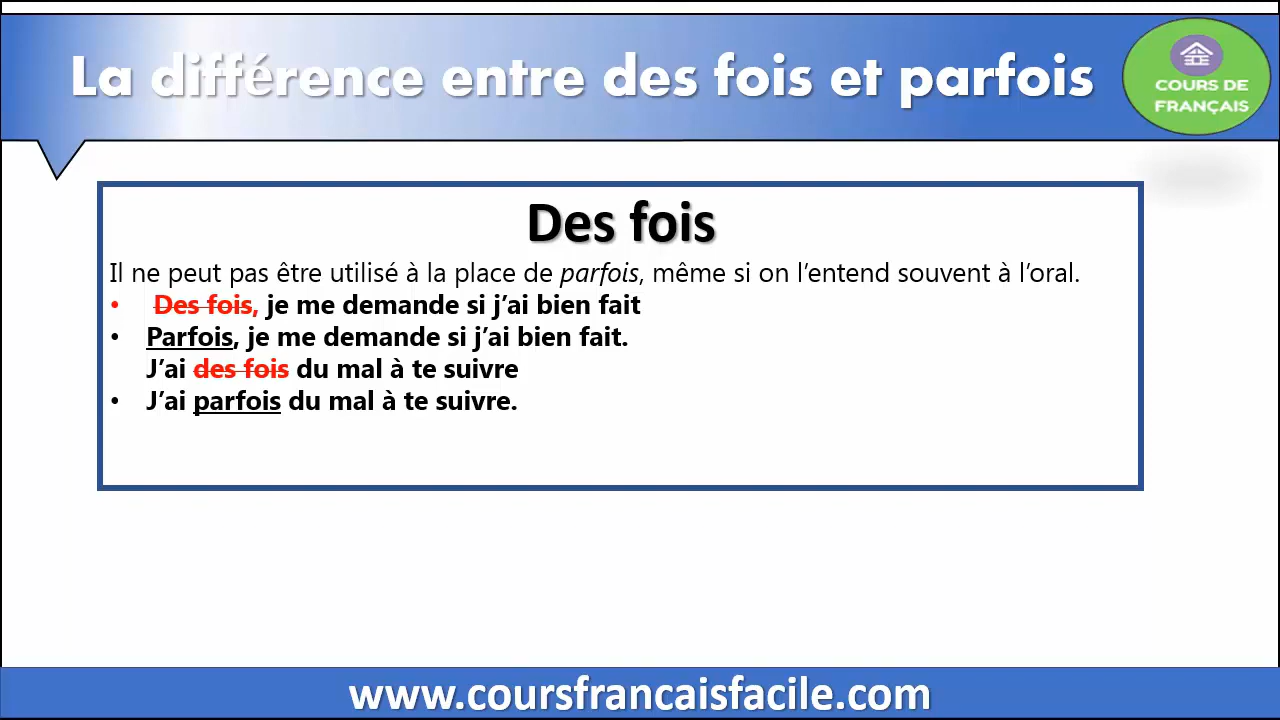 La différence entre des fois et parfois
COURS DE
FRANÇAIS
Des fois
Il ne peut pas être utilisé à la place de parfois, même si on l’entend souvent à l’oral.
• Des fois, je me demande si j’ai bien fait
• Parfois, je me demande si j’ai bien fait.
J’ai des fois du mal à te suivre
• J’ai parfois du mal à te suivre.
www.coursfrancaisfacile.com